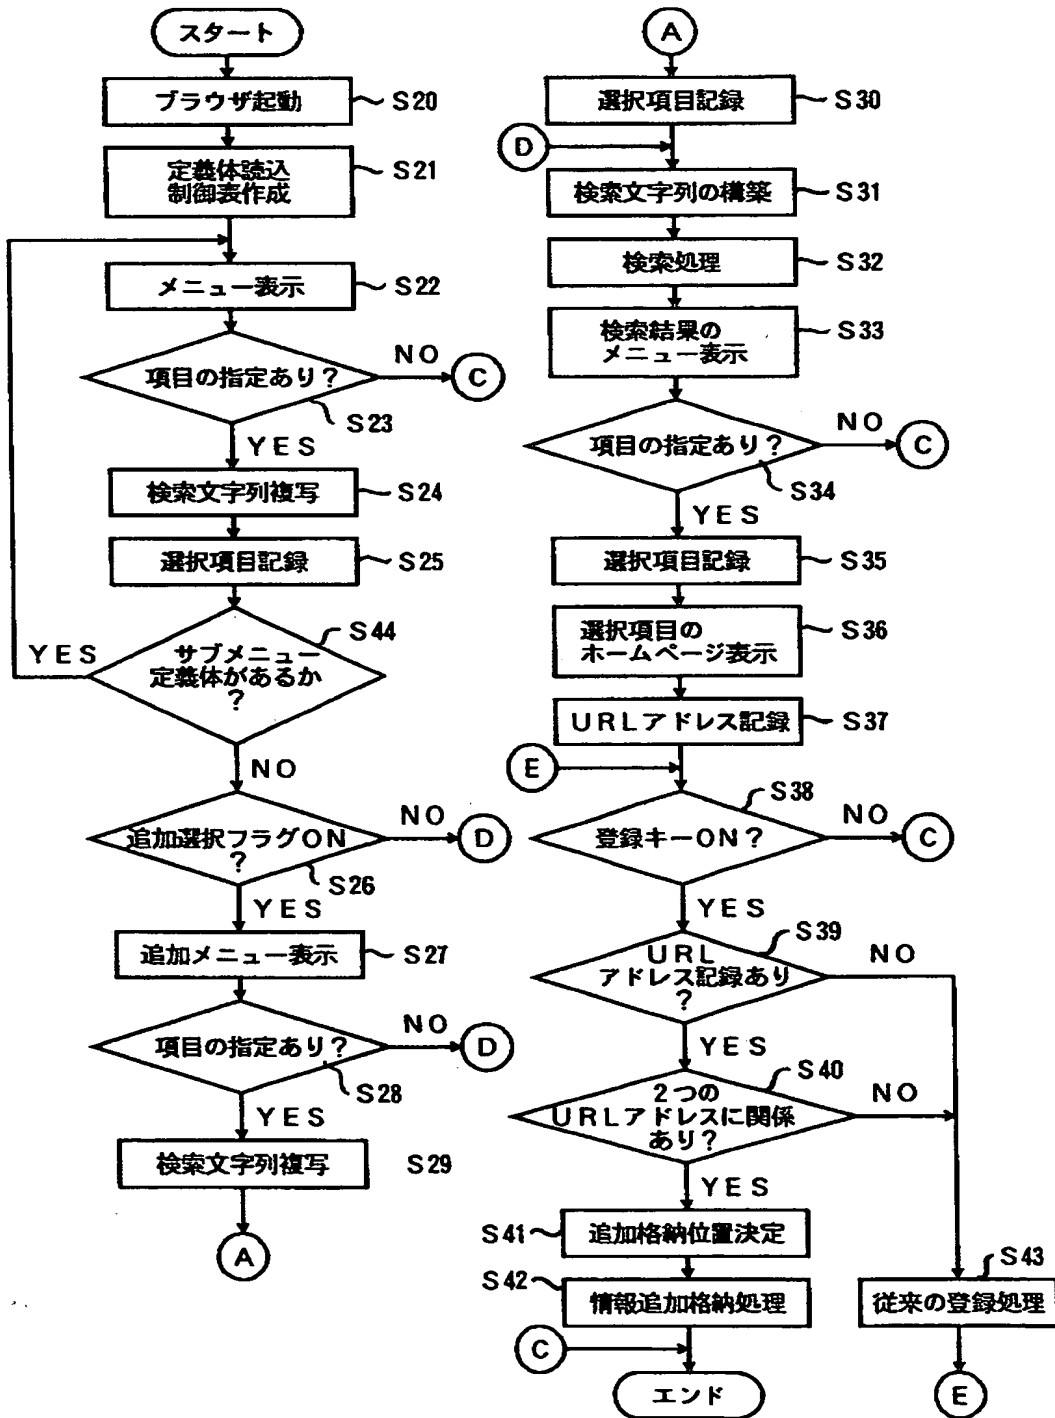 スタート
ブラウザ起動
S20
定義体読込
制御表作成
S21
メニュー表示
S22
項目の指定あり？
NO
C
S23
YES
検索文字列複写
S24
選択項目記録
S25
S44
YES
サブメニュー
定義体があるか
？
NO
追加選択フラグON
？
NO
D
S26
YES
追加メニュー表示
S27
項目の指定あり？
NO
D
S28
YES
検索文字列複写
S29
A
A
選択項目記録
S30
D
検索文字列の構築
S31
検索処理
S32
検索結果の
メニュー表示
S33
項目の指定あり？
NO
C
S34
YES
選択項目記録
S35
選択項目の
ホームページ表示
S36
URLアドレス記録
S37
E
S38
登録キーON？
NO
C
YES
S39
URL
アドレス記録あり
？
NO
YES
S40
2つの
URLアドレスに関係
あり？
NO
YES
S41
追加格納位置決定
S42
情報追加格納処理
S43
従来の登録処理
C
エンド
E